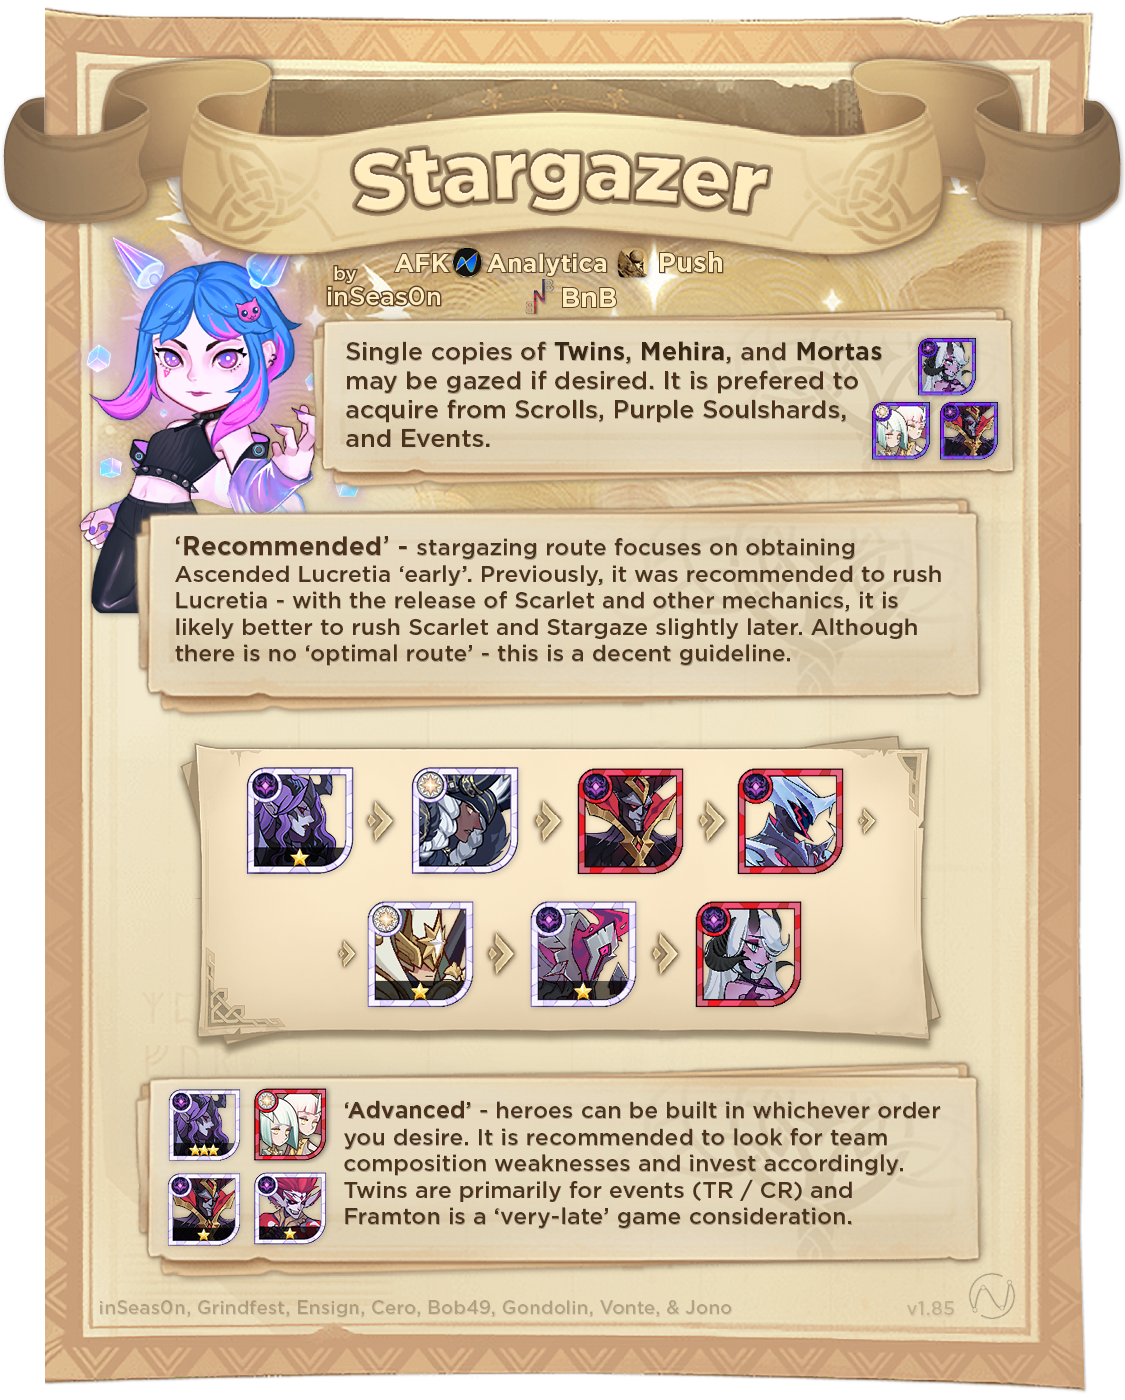 Stargazer
by
inSeas0n
AFK Analytica Push
BnB
Single copies of Twins, Mehira, and Mortas
may be gazed if desired. It is prefered to
acquire from Scrolls, Purple Soulshards,
and Events.
‘Recommended’ - stargazing route focuses on obtaining
Ascended Lucretia ‘early’. Previously, it was recommended to rush
Lucretia - with the release of Scarlet and other mechanics, it is
likely better to rush Scarlet and Stargaze slightly later. Although
there is no ‘optimal route’ - this is a decent guideline.
‘Advanced’ - heroes can be built in whichever order
you desire. It is recommended to look for team
composition weaknesses and invest accordingly.
Twins are primarily for events (TR / CR) and
Framton is a ‘very-late’ game consideration.
inSeas0n, Grindfest, Ensign, Cero, Bob49, Gondolin, Vonte, & Jono
v1.85